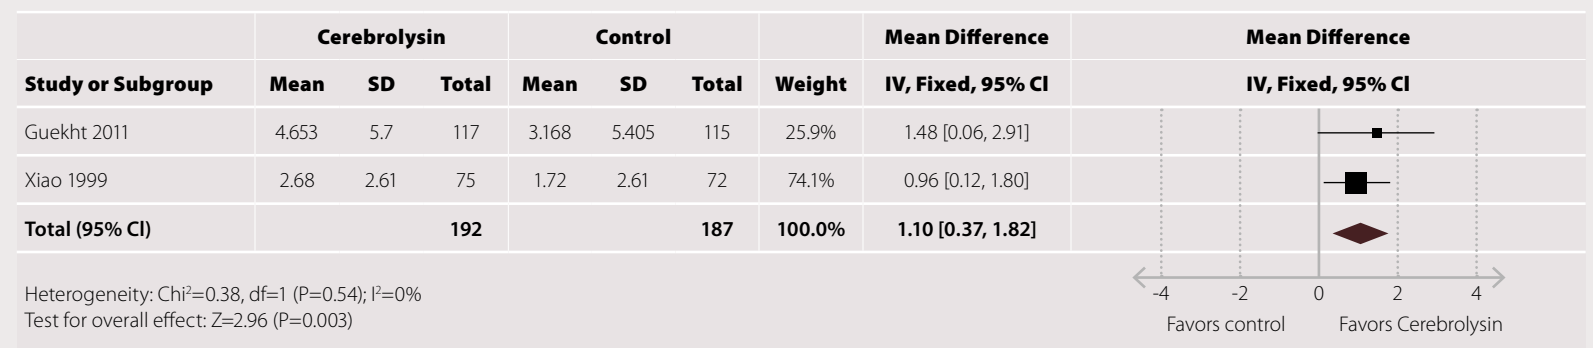 Cerebrolysin Control Mean Difference Mean Difference
Study or Subgroup Mean SD Total Mean SD Total Weight IV, Fixed, 95% Cl IV, Fixed, 95% Cl
Guekht 2011 4.653 5.7 117 3.168 5.405 115 25.9% 1.48 [0.06, 2.91]
Xiao 1999 2.68 2.61 75 1.72 2.61 72 74.1% 0.96 [0.12, 1.80]
Total (95% Cl) 192 187 100.0% 1.10 [0.37, 1.82]
Heterogeneity: Chi²=0.38, df=1 (P=0.54); I²=0%
Test for overall effect: Z=2.96 (P=0.003)
-4 -2 0 2 4
Favors control Favors Cerebrolysin